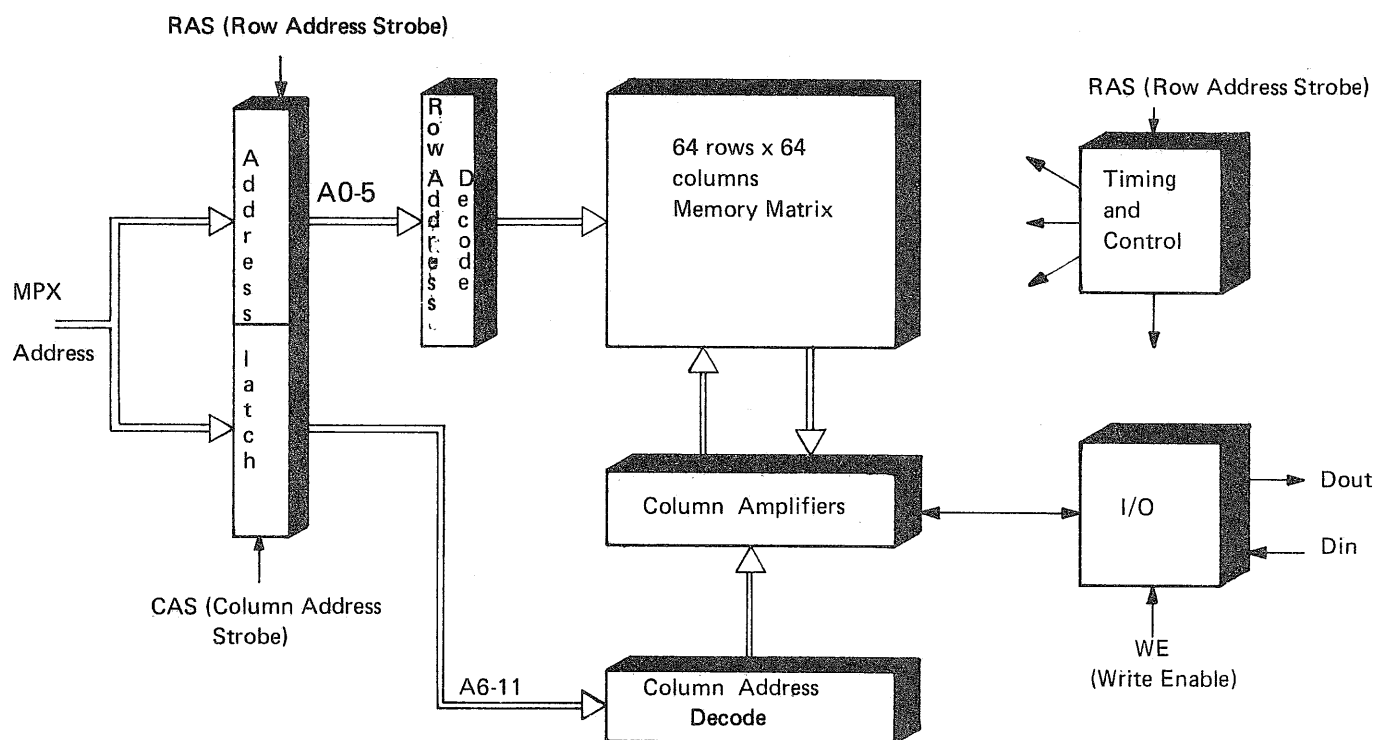 RAS (Row Address Strobe)
RAS (Row Address Strobe)
MPX
Address
Address
latch
A0-5
Row Address
Decode
64 rows x 64
columns
Memory Matrix
Timing
and
Control
Column Amplifiers
I/O
Dout
Din
CAS (Column Address
Strobe)
WE
(Write Enable)
A6-11
Column Address
Decode